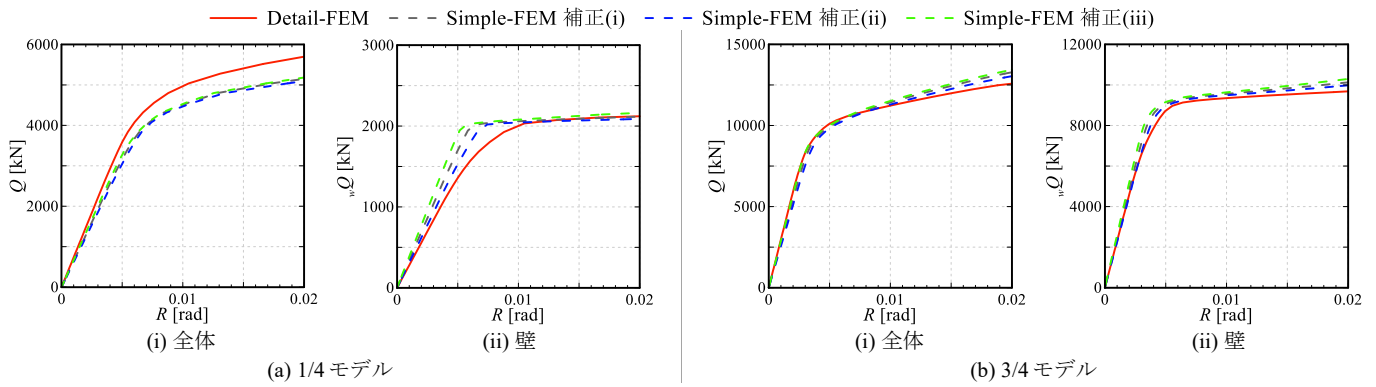 Detail-FEM Simple-FEM 補正(i) Simple-FEM 補正(ii) Simple-FEM 補正(iii)
6000
4000
2000
0
Q [kN]
0 0.01 0.02
R [rad]
(i) 全体
3000
2000
1000
0
wQ [kN]
0 0.01 0.02
R [rad]
(ii) 壁
(a) 1/4 モデル
15000
10000
5000
0
Q [kN]
0 0.01 0.02
R [rad]
(i) 全体
12000
8000
4000
0
wQ [kN]
0 0.01 0.02
R [rad]
(ii) 壁
(b) 3/4 モデル